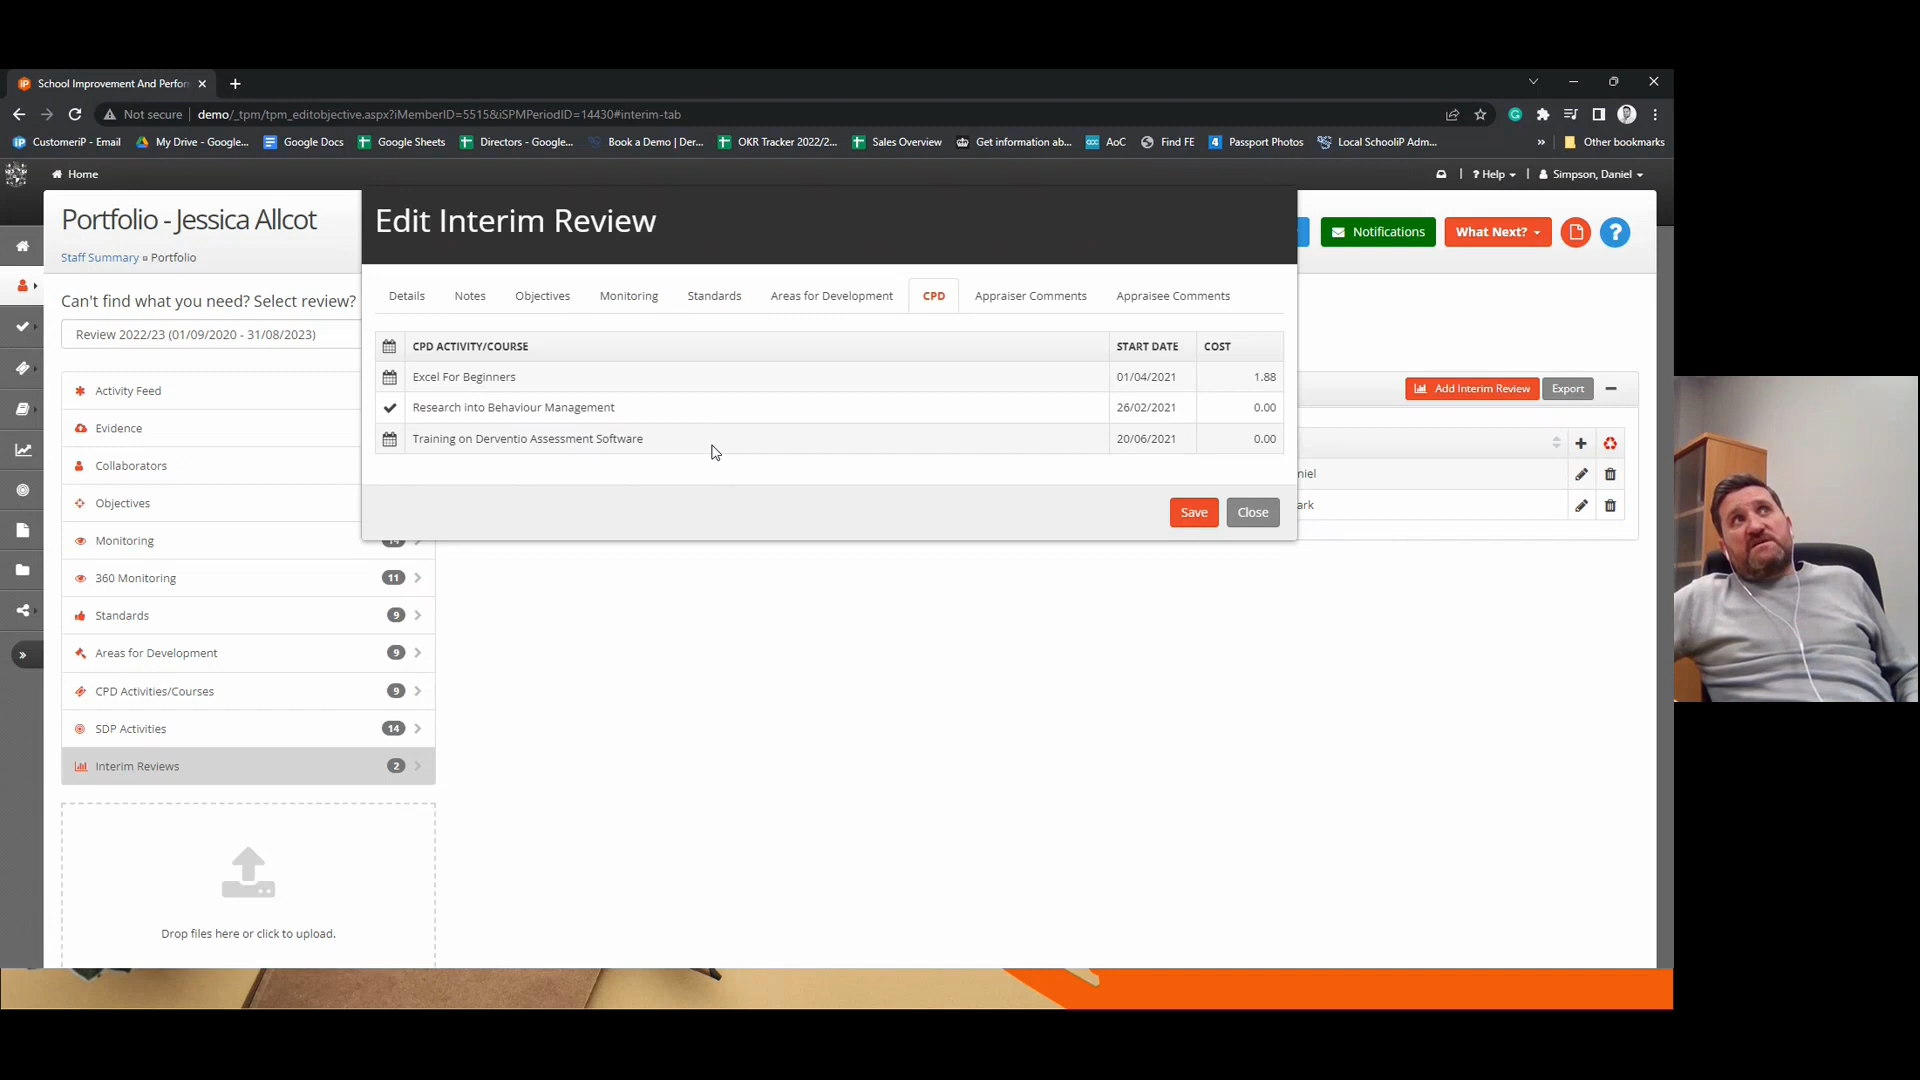 School Improvement And Perfor
Not secure demo/_tpm/tpm_editobjective.aspx?iMemberID=5515&iSPMPeriodID=14430#interim-tab
CustomeriP - Email My Drive - Google... Google Docs Google Sheets Directors - Google... Book a Demo | Der... OKR Tracker 2022/2... Sales Overview Get information ab... AoC Find FE Passport Photos Local SchooliP Adm... » Other bookmarks
Home Help Simpson, Daniel
Portfolio - Jessica Allcot
Staff Summary Portfolio
Edit Interim Review
Notifications What Next?
Can't find what you need? Select review?
Review 2022/23 (01/09/2020 - 31/08/2023)
Details Notes Objectives Monitoring Standards Areas for Development CPD Appraiser Comments Appraisee Comments
CPD ACTIVITY/COURSE START DATE COST
Excel For Beginners 01/04/2021 1.88
Research into Behaviour Management 26/02/2021 0.00
Training on Derventio Assessment Software 20/06/2021 0.00
Save Close
Add Interim Review Export
niel
ark
Activity Feed
Evidence
Collaborators
Objectives
Monitoring 14
360 Monitoring 11
Standards 9
Areas for Development 9
CPD Activities/Courses 9
SDP Activities 14
Interim Reviews 2
Drop files here or click to upload.